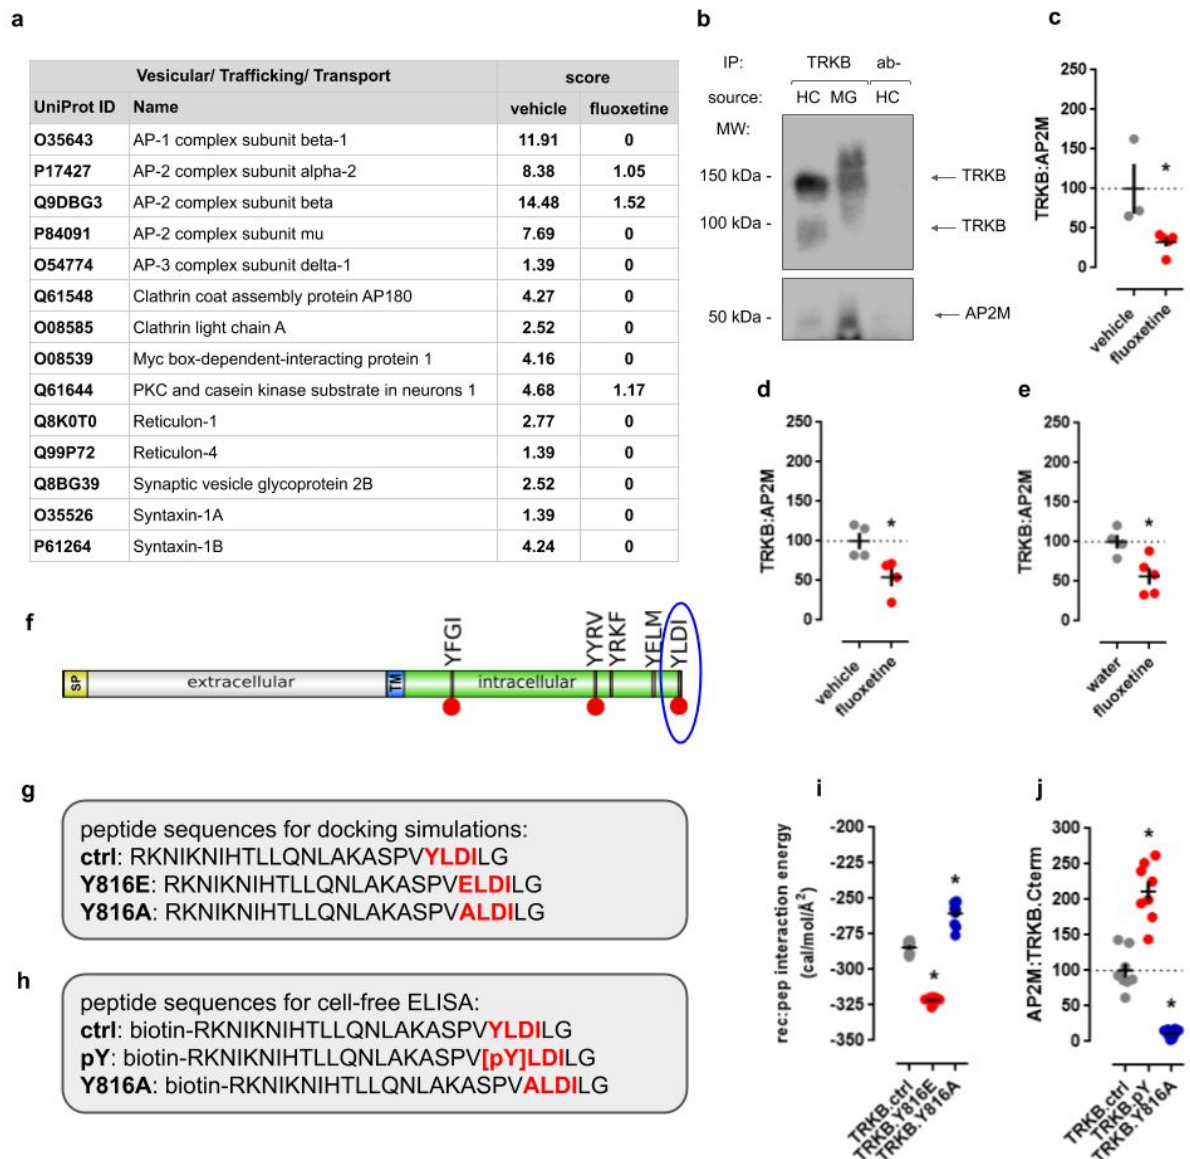 a
Vesicular/ Trafficking/ Transport score
UniProt ID Name vehicle fluoxetine
O35643 AP-1 complex subunit beta-1 11.91 0
P17427 AP-2 complex subunit alpha-2 8.38 1.05
Q9DBG3 AP-2 complex subunit beta 14.48 1.52
P84091 AP-2 complex subunit mu 7.69 0
O54774 AP-3 complex subunit delta-1 1.39 0
Q61548 Clathrin coat assembly protein AP180 4.27 0
O08585 Clathrin light chain A 2.52 0
O08539 Myc box-dependent-interacting protein 1 4.16 0
Q61644 PKC and casein kinase substrate in neurons 1 4.68 1.17
Q8K0T0 Reticulon-1 2.77 0
Q99P72 Reticulon-4 1.39 0
Q8BG39 Synaptic vesicle glycoprotein 2B 2.52 0
O35526 Syntaxin-1A 1.39 0
P61264 Syntaxin-1B 4.24 0
b
IP: TRKB ab-
source: HC MG HC
MW:
150 kDa - TRKB
100 kDa - TRKB
50 kDa - AP2M
c
TRKB:AP2M
250
200
150
100
50
0
*
vehicle
fluoxetine
d
TRKB:AP2M
250
200
150
100
50
0
*
vehicle
fluoxetine
e
TRKB:AP2M
250
200
150
100
50
0
*
water
fluoxetine
f
SP extracellular TM intracellular
YFGI YYRV YRKF YELM YLDI
g
peptide sequences for docking simulations:
ctrl: RKNIKNIHTLLQNLAKASPVYLDILG
Y816E: RKNIKNIHTLLQNLAKASPVELDILG
Y816A: RKNIKNIHTLLQNLAKASPVALDILG
h
peptide sequences for cell-free ELISA:
ctrl: biotin-RKNIKNIHTLLQNLAKASPVYLDILG
pY: biotin-RKNIKNIHTLLQNLAKASPV[pY]LDILG
Y816A: biotin-RKNIKNIHTLLQNLAKASPVALDILG
i
rec:pep interaction energy
(cal/mol/Å²)
-200
-225
-250
-275
-300
-325
-350
*
*
TRKB.ctrl
TRKB.Y816E
TRKB.Y816A
j
AP2M:TRKB.Cterm
300
250
200
150
100
50
0
*
*
TRKB.ctrl
TRKB.pY
TRKB.Y816A